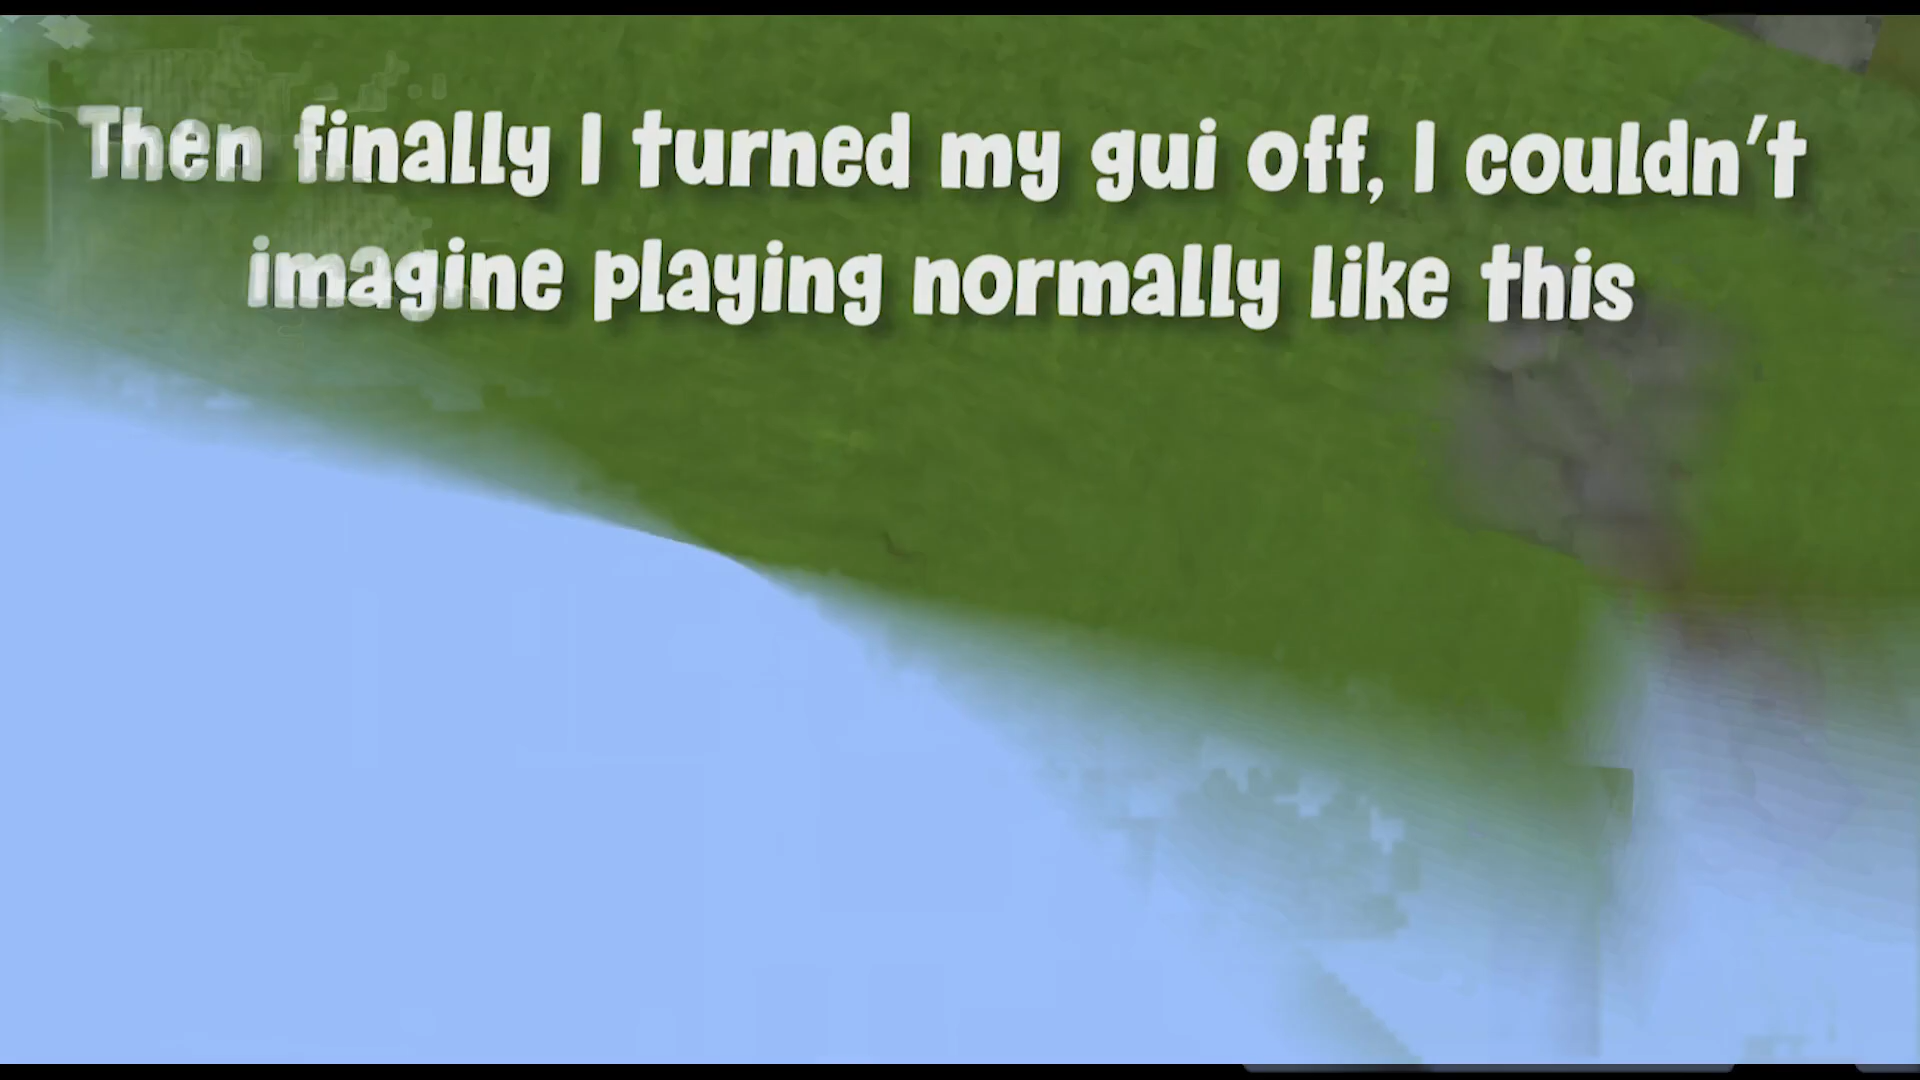 Then finally I turned my gui off, I couldn't
imagine playing normally like this